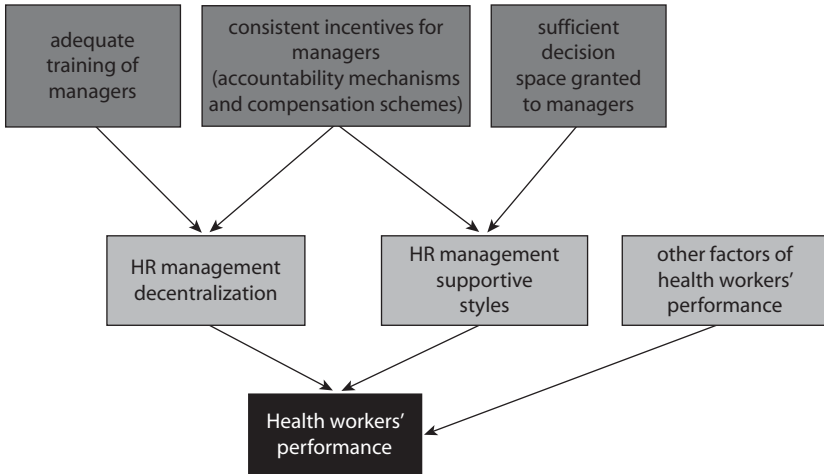 adequate
training of
managers
consistent incentives for
managers
(accountability mechanisms
and compensation schemes)
sufficient
decision
space granted
to managers
HR management
decentralization
HR management
supportive
styles
other factors of
health workers’
performance
Health workers’
performance